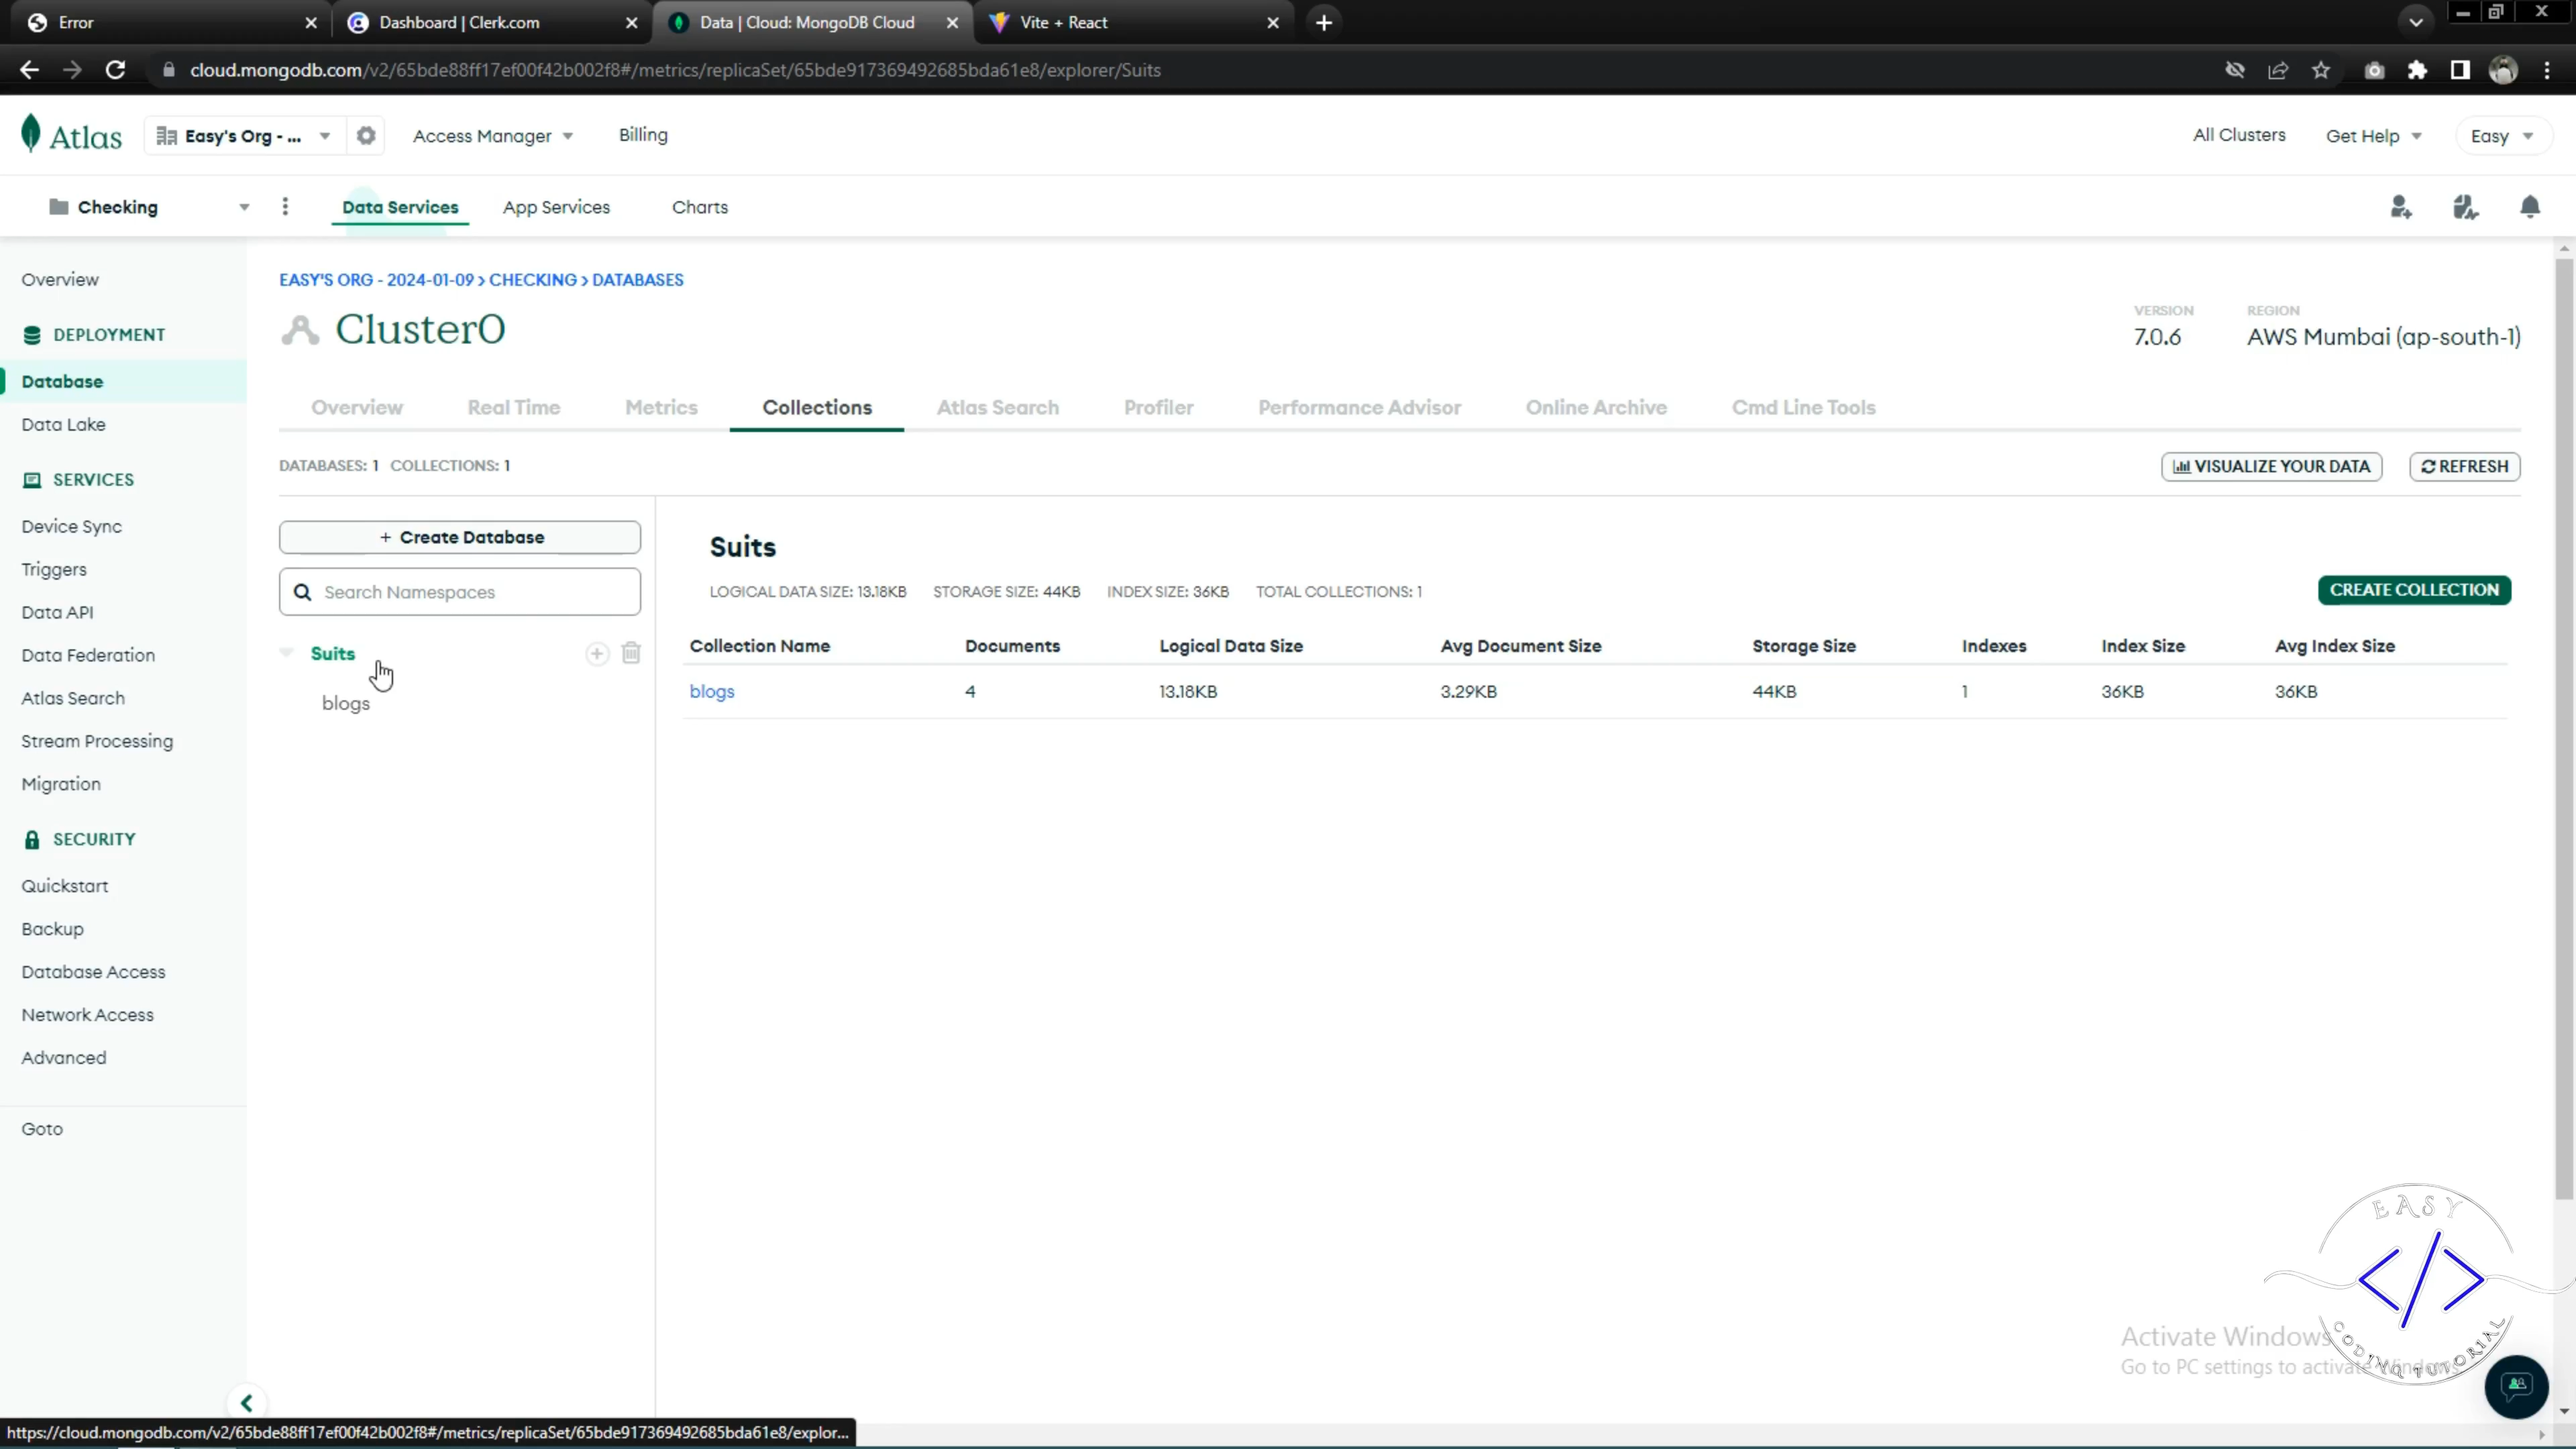 Error
Dashboard | Clerk.com
Data | Cloud: MongoDB Cloud
Vite + React
cloud.mongodb.com/v2/65bde88ff17ef00f42b002f8#/metrics/replicaSet/65bde917369492685bda61e8/explorer/Suits
Atlas
Easy's Org - ...
Access Manager
Billing
All Clusters
Get Help
Easy
Checking
Data Services
App Services
Charts
Overview
DEPLOYMENT
Database
Data Lake
SERVICES
Device Sync
Triggers
Data API
Data Federation
Atlas Search
Stream Processing
Migration
SECURITY
Quickstart
Backup
Database Access
Network Access
Advanced
Goto
EASY'S ORG - 2024-01-09 > CHECKING > DATABASES
Cluster0
VERSION
7.0.6
REGION
AWS Mumbai (ap-south-1)
Overview
Real Time
Metrics
Collections
Atlas Search
Profiler
Performance Advisor
Online Archive
Cmd Line Tools
DATABASES: 1 COLLECTIONS: 1
VISUALIZE YOUR DATA
REFRESH
+ Create Database
Search Namespaces
Suits
blogs
Suits
LOGICAL DATA SIZE: 13.18KB STORAGE SIZE: 44KB INDEX SIZE: 36KB TOTAL COLLECTIONS: 1
CREATE COLLECTION
Collection Name Documents Logical Data Size Avg Document Size Storage Size Indexes Index Size Avg Index Size
blogs 4 13.18KB 3.29KB 44KB 1 36KB 36KB
EASY
</>
CODING TUTORIAL
Activate Windows
Go to PC settings to activate Windows.
https://cloud.mongodb.com/v2/65bde88ff17ef00f42b002f8#/metrics/replicaSet/65bde917369492685bda61e8/explor...